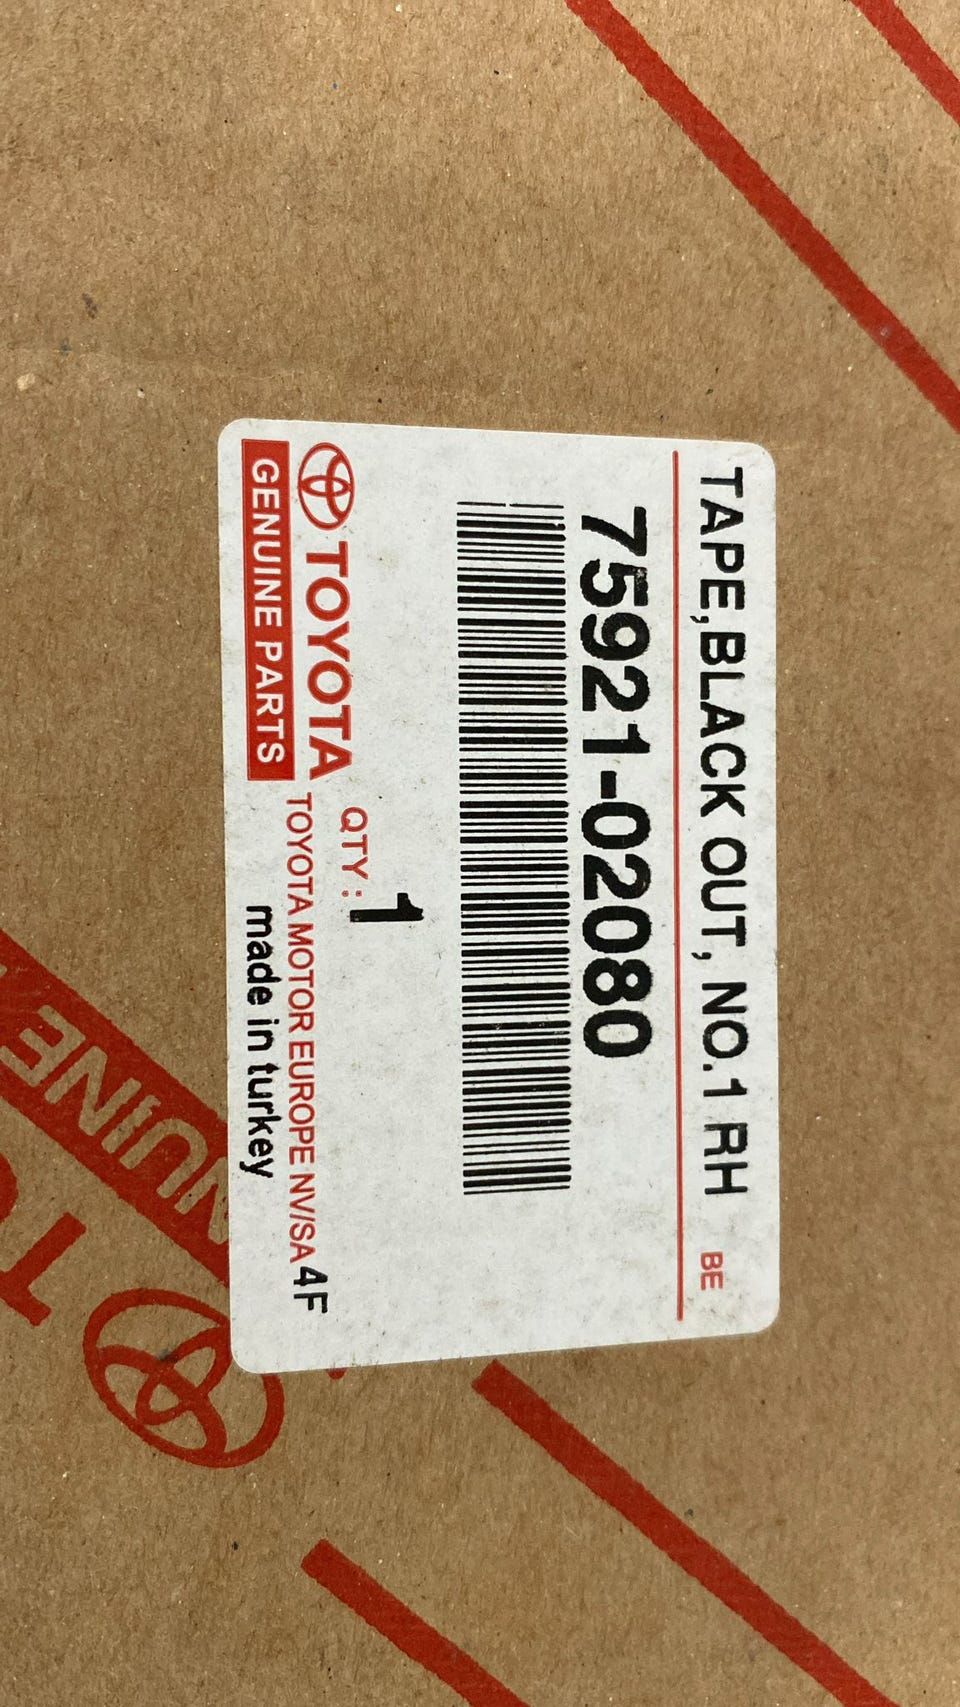 TAPE,BLACK OUT, NO.1 RH BE
75921-02080
QTY: 1
TOYOTA
GENUINE PARTS
TOYOTA MOTOR EUROPE NV/SA 4F
made in turkey